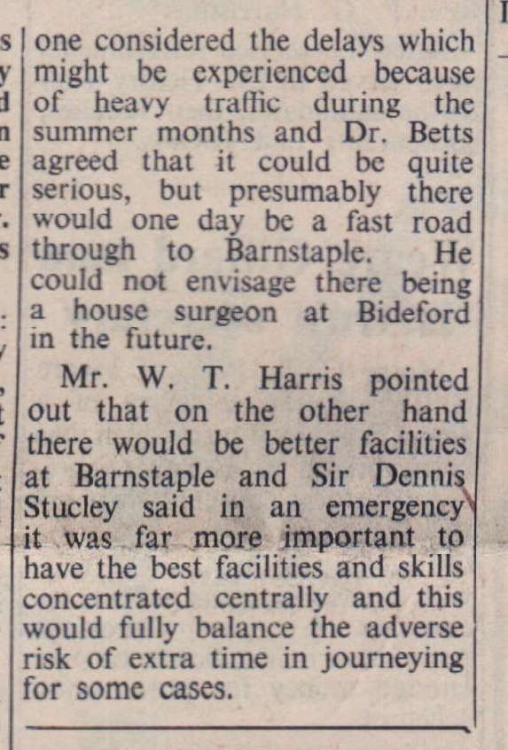 one considered the delays which
might be experienced because
of heavy traffic during the
summer months and Dr. Betts
agreed that it could be quite
serious, but presumably there
would one day be a fast road
through to Barnstaple. He
could not envisage there being
a house surgeon at Bideford
in the future.
Mr. W. T. Harris pointed
out that on the other hand
there would be better facilities
at Barnstaple and Sir Dennis
Stucley said in an emergency
it was far more important to
have the best facilities and skills
concentrated centrally and this
would fully balance the adverse
risk of extra time in journeying
for some cases.